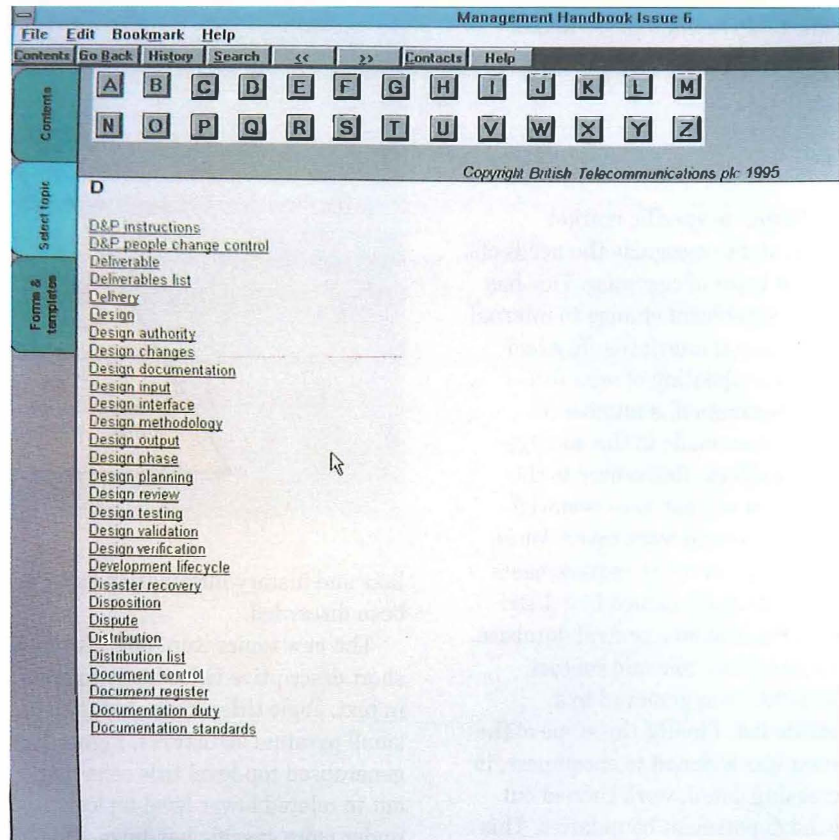 Management Handbook Issue 6
File Edit Bookmark Help
Contents Go Back History Search << >> Contacts Help
A B C D E F G H I J K L M
N O P Q R S T U V W X Y Z
Contents
Select topic
Forms &
templates
Copyright British Telecommunications plc 1995
D
D&P instructions
D&P people change control
Deliverable
Deliverables list
Delivery
Design
Design authority
Design changes
Design documentation
Design input
Design interface
Design methodology
Design output
Design phase
Design planning
Design review
Design testing
Design validation
Design verification
Development lifecycle
Disaster recovery
Disposition
Dispute
Distribution
Distribution list
Document control
Document register
Documentation duty
Documentation standards